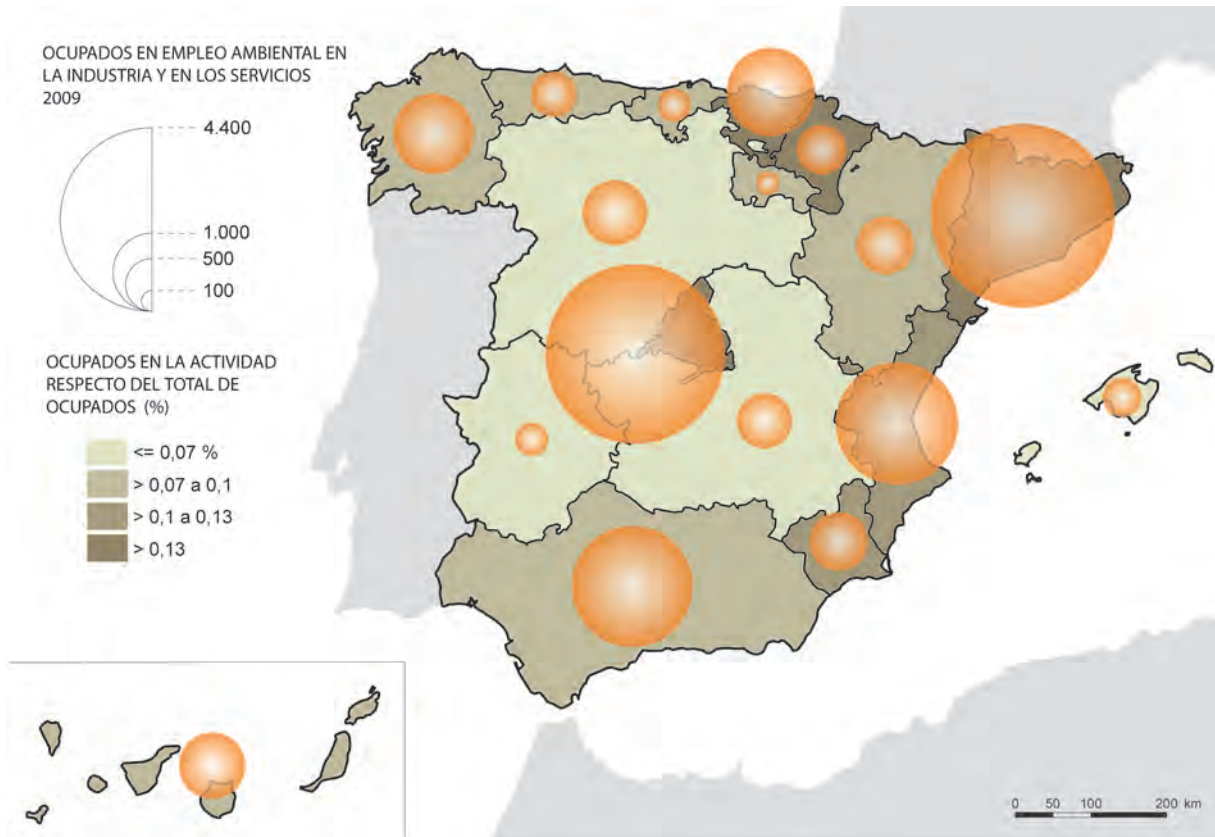 OCUPADOS EN EMPLEO AMBIENTAL EN
LA INDUSTRIA Y EN LOS SERVICIOS
2009
4.400
1.000
500
100
OCUPADOS EN LA ACTIVIDAD
RESPECTO DEL TOTAL DE
OCUPADOS (%)
<= 0,07 %
> 0,07 a 0,1
> 0,1 a 0,13
> 0,13
0 50 100 200 km